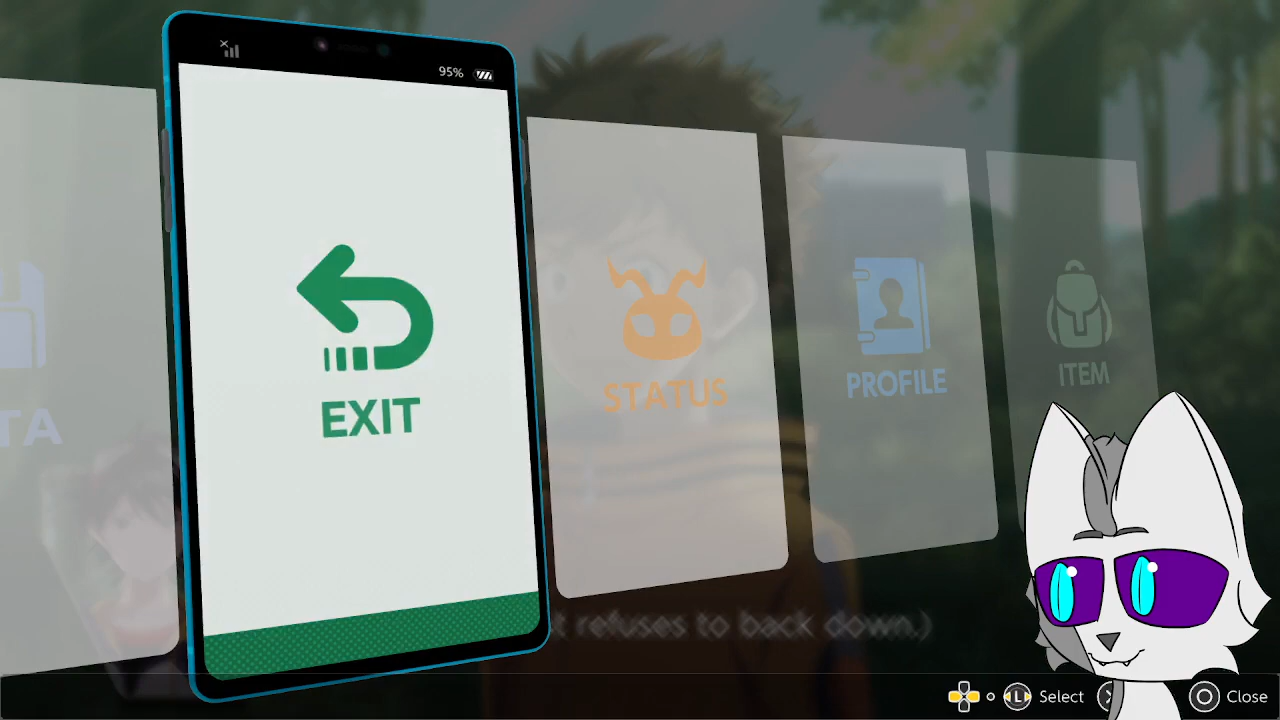 95%
TA
EXIT
STATUS
PROFILE
ITEM
t refuses to back down.)
L Select
Close